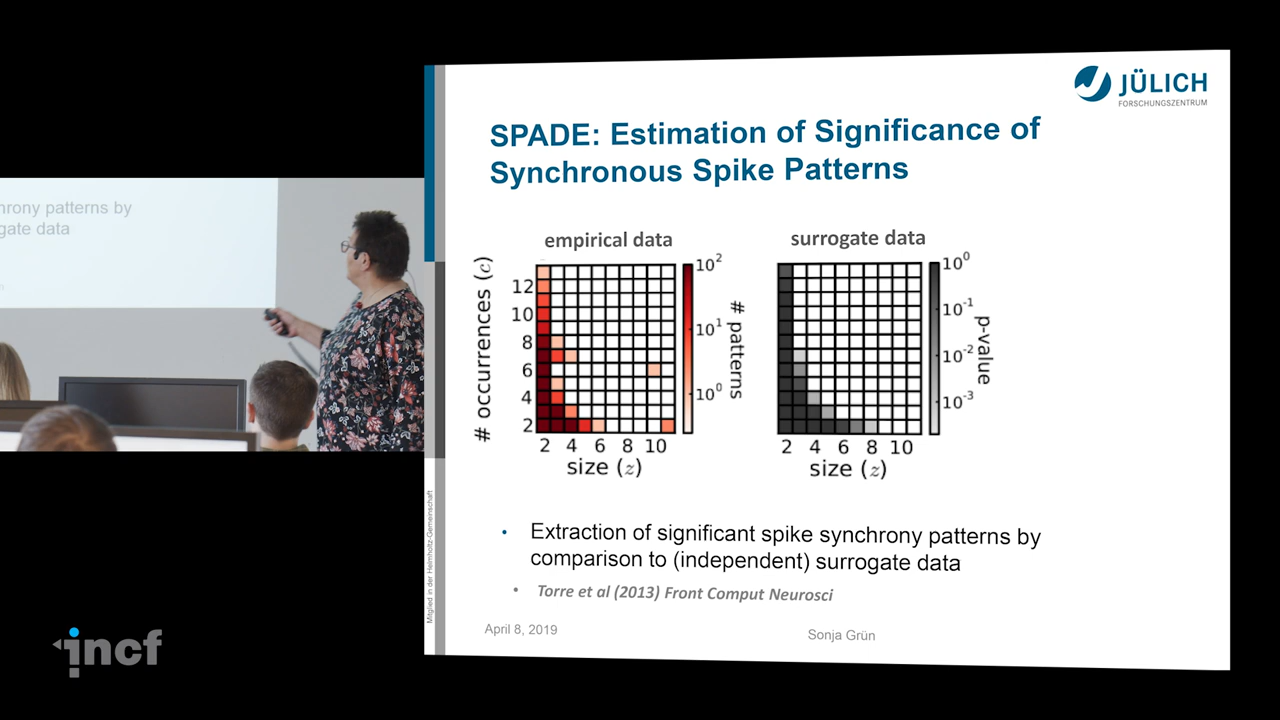 hrony patterns by
gate data
JÜLICH
FORSCHUNGSZENTRUM
SPADE: Estimation of Significance of
Synchronous Spike Patterns
empirical data
surrogate data
# occurrences (c)
12
10
8
6
4
2
2 4 6 8 10
size (z)
10²
10¹
10⁰
# patterns
2 4 6 8 10
size (z)
10⁰
10⁻¹
10⁻²
10⁻³
p-value
• Extraction of significant spike synchrony patterns by
comparison to (independent) surrogate data
• Torre et al (2013) Front Comput Neurosci
Mitglied in der Helmholtz-Gemeinschaft
April 8, 2019
Sonja Grün
incf